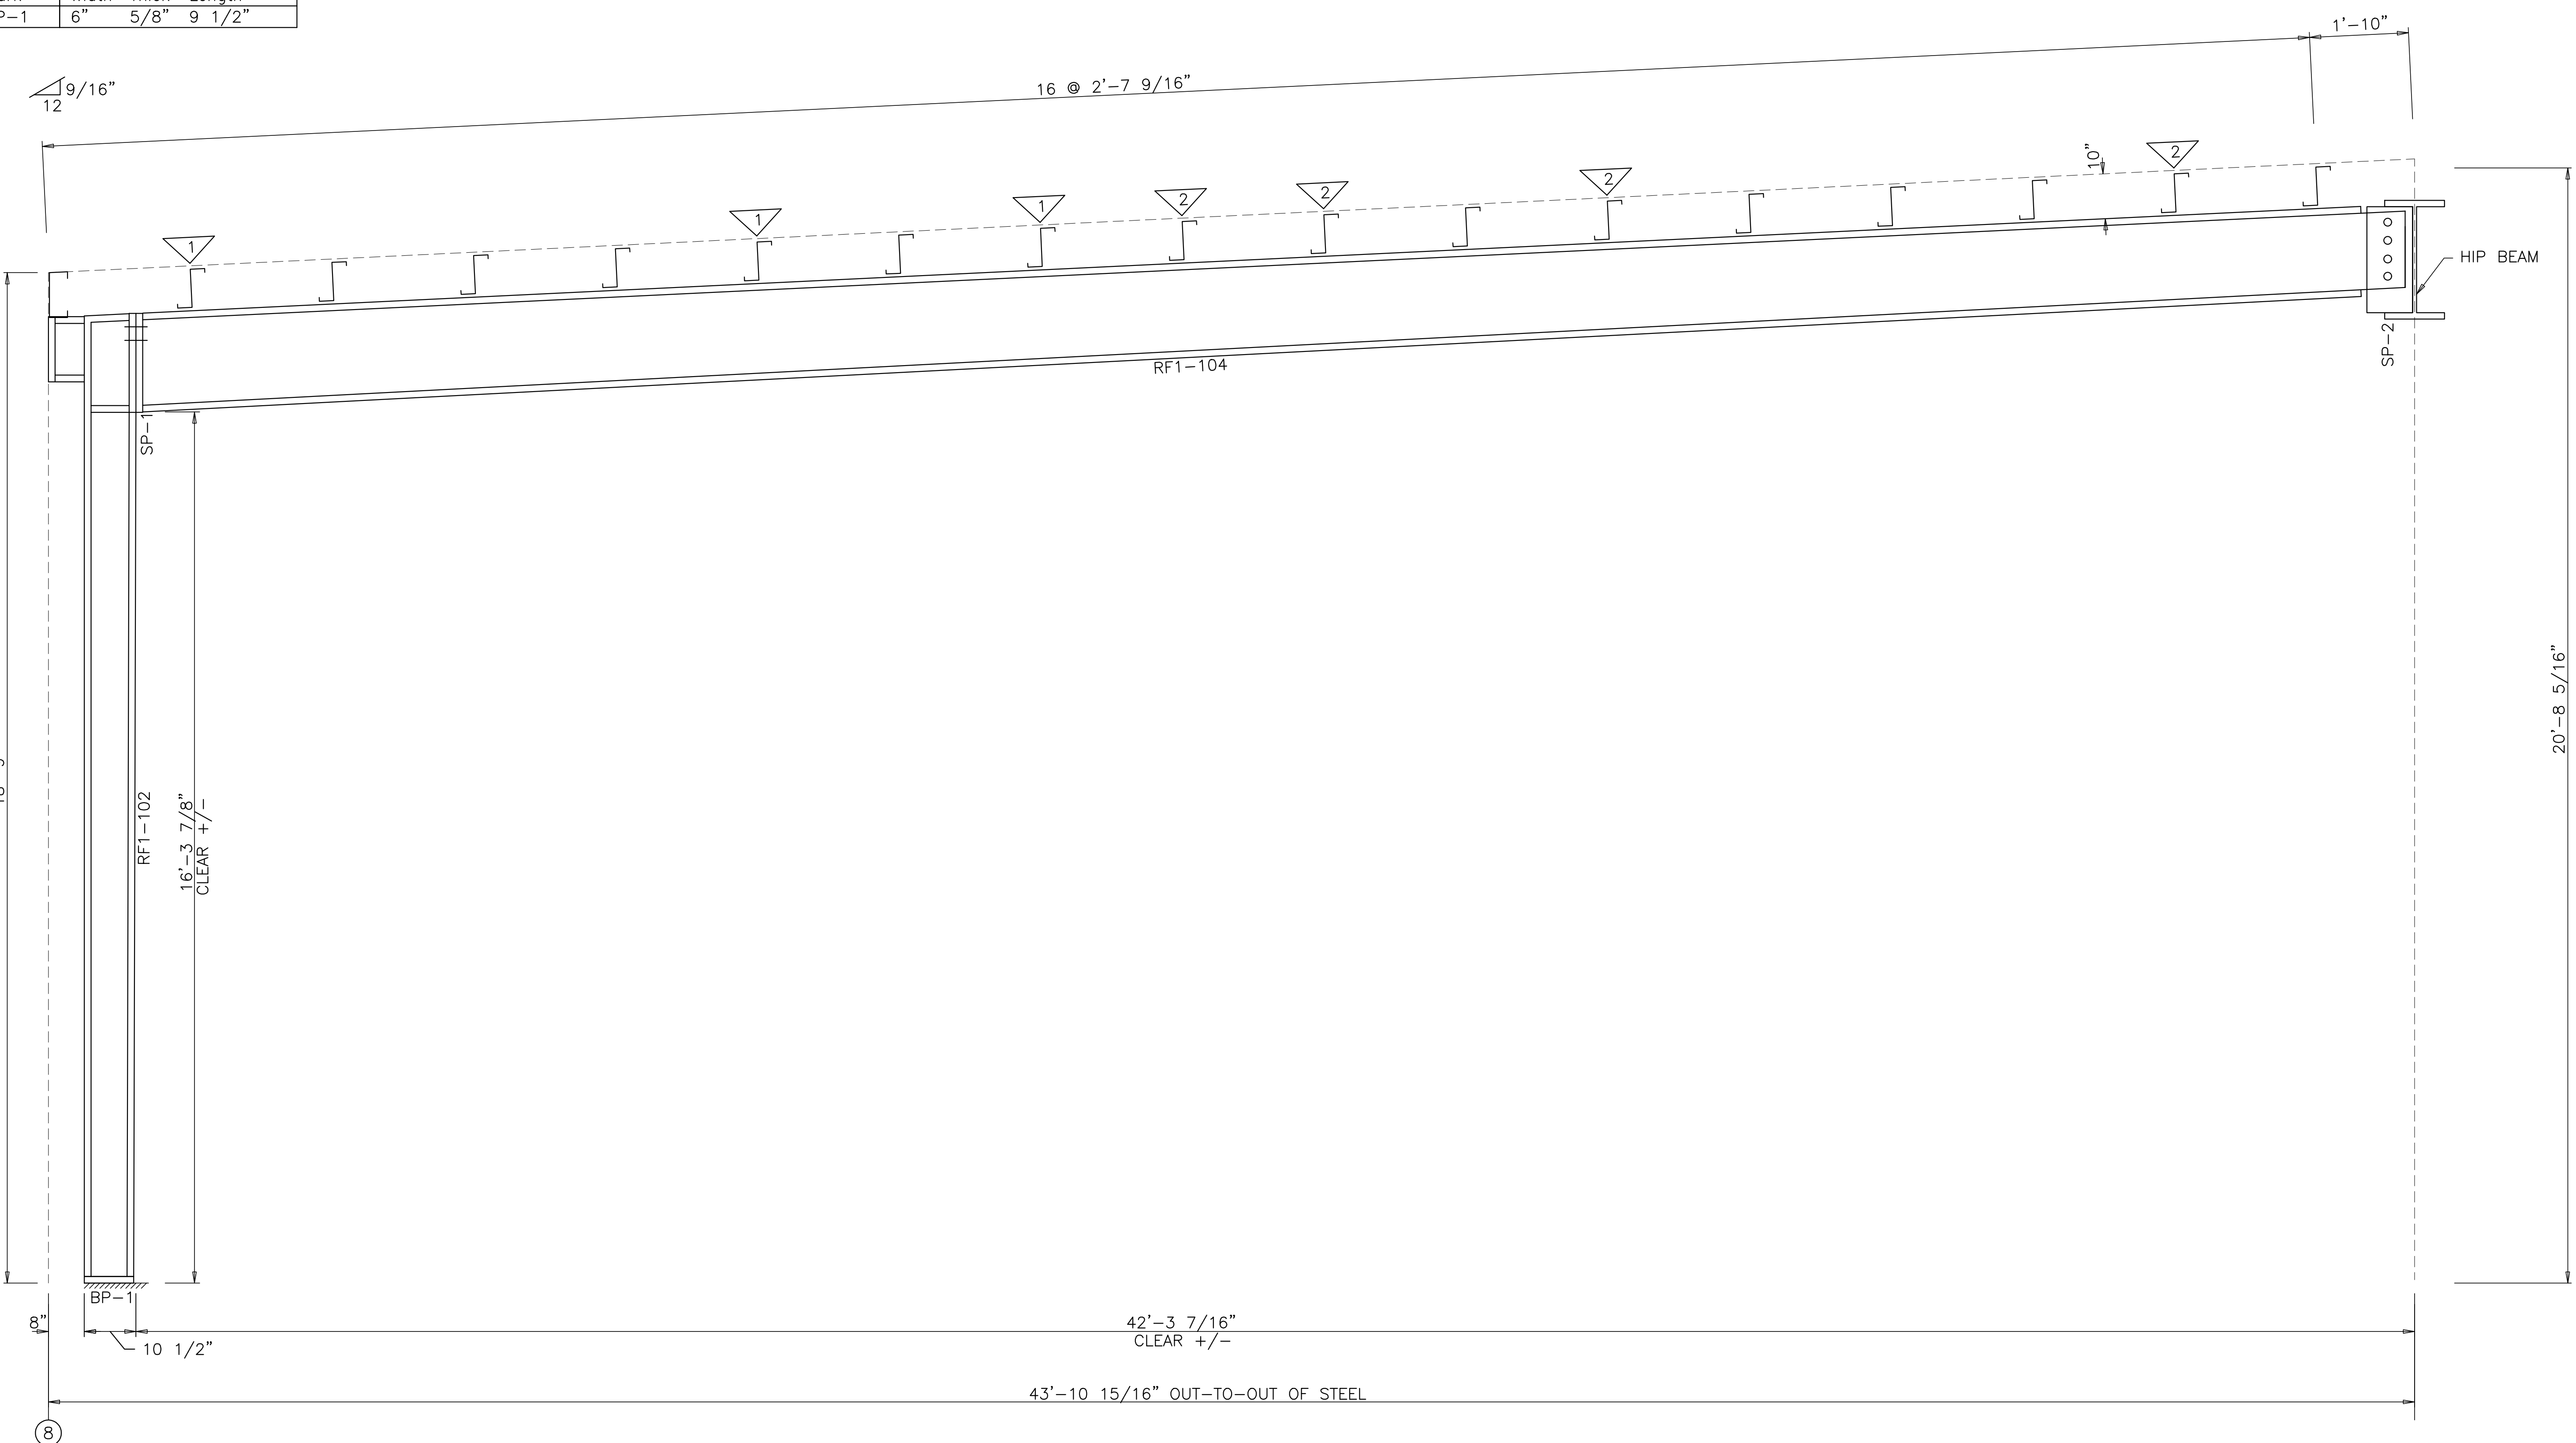 Width Thick Length
P-1 6" 5/8" 9 1/2"
1'-10"
16 @ 2'-7 9/16"
9/16"
12
10"
1
1
1
2
2
2
2
HIP BEAM
SP-2
RF1-104
SP-1
20'-8 5/16"
RF1-102
16'-3 7/8"
CLEAR +/-
BP-1
8"
10 1/2"
42'-3 7/16"
CLEAR +/-
43'-10 15/16" OUT-TO-OUT OF STEEL
8